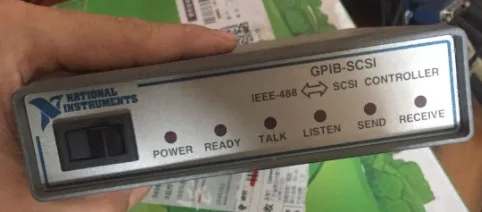 NATIONAL
INSTRUMENTS
GPIB-SCSI
IEEE-488 SCSI CONTROLLER
POWER READY TALK LISTEN SEND RECEIVE